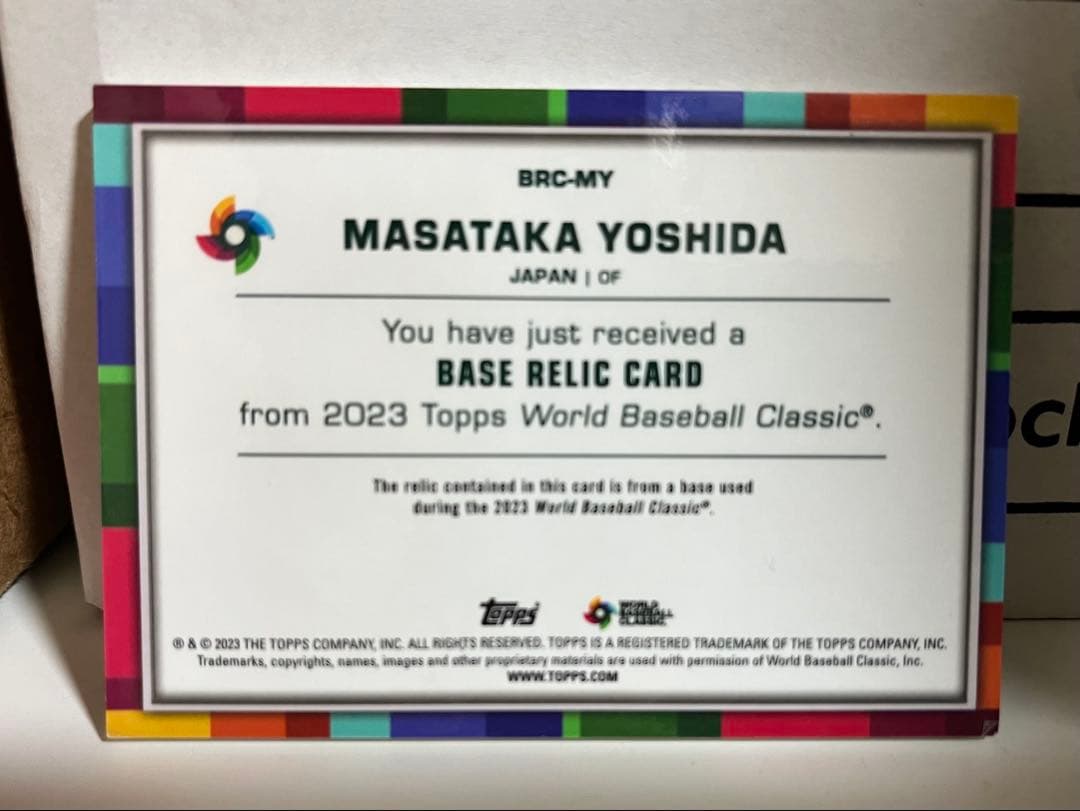 BRC-MY
MASATAKA YOSHIDA
JAPAN | OF
You have just received a
BASE RELIC CARD
from 2023 Topps World Baseball Classic®.
The relic contained in this card is from a base used
during the 2023 World Baseball Classic®.
Topps WORLD BASEBALL CLASSIC
® & © 2023 THE TOPPS COMPANY, INC. ALL RIGHTS RESERVED. TOPPS IS A REGISTERED TRADEMARK OF THE TOPPS COMPANY, INC.
Trademarks, copyrights, names, images and other proprietary materials are used with permission of World Baseball Classic, Inc.
WWW.TOPPS.COM